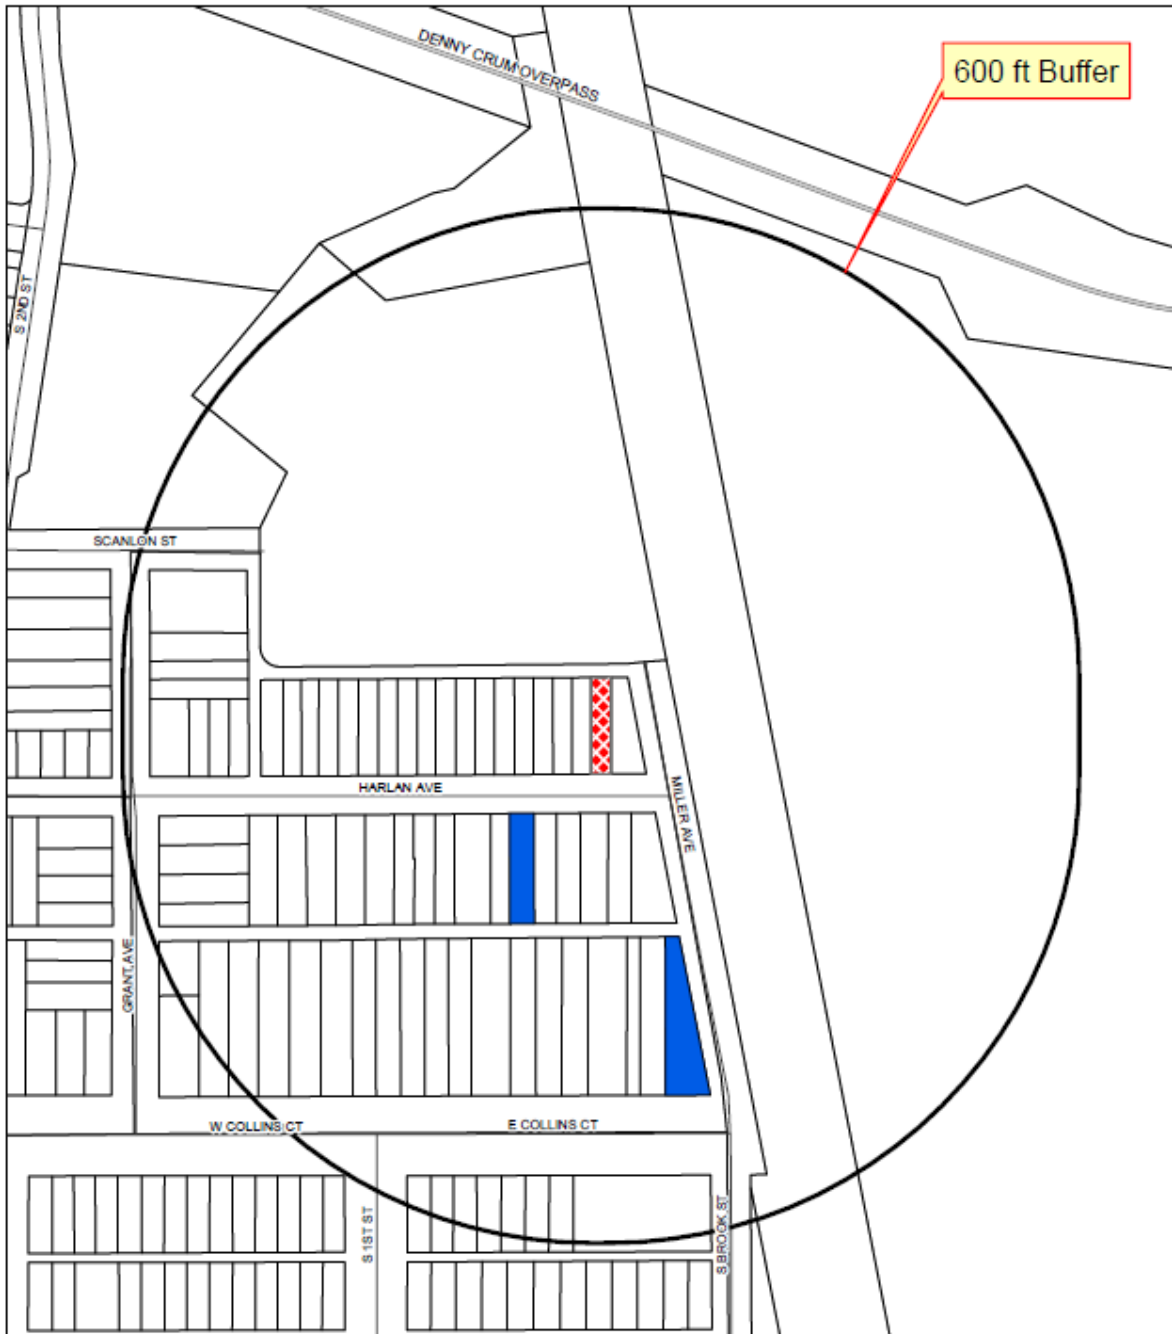 DENNY CRUM OVERPASS
600 ft Buffer
S 2ND ST
SCANLON ST
HARLAN AVE
MILLER AVE
GRANT AVE
W COLLINS CT
E COLLINS CT
S 1ST ST
S BROOK ST